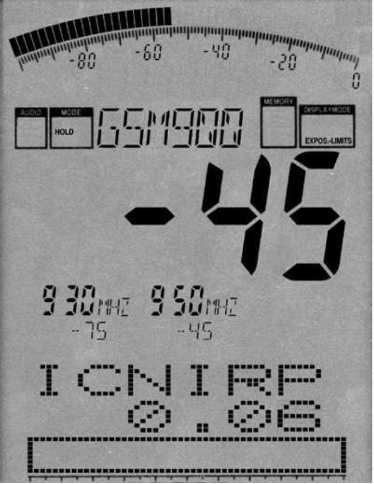 -80 -60 -40 -20 0
AUDIO MODE HOLD GSM900 MEMORY DISPLAY-MODE EXPOS.-LIMITS
-45
930MHZ 950MHZ
-75 -45
ICNIRP
0.06